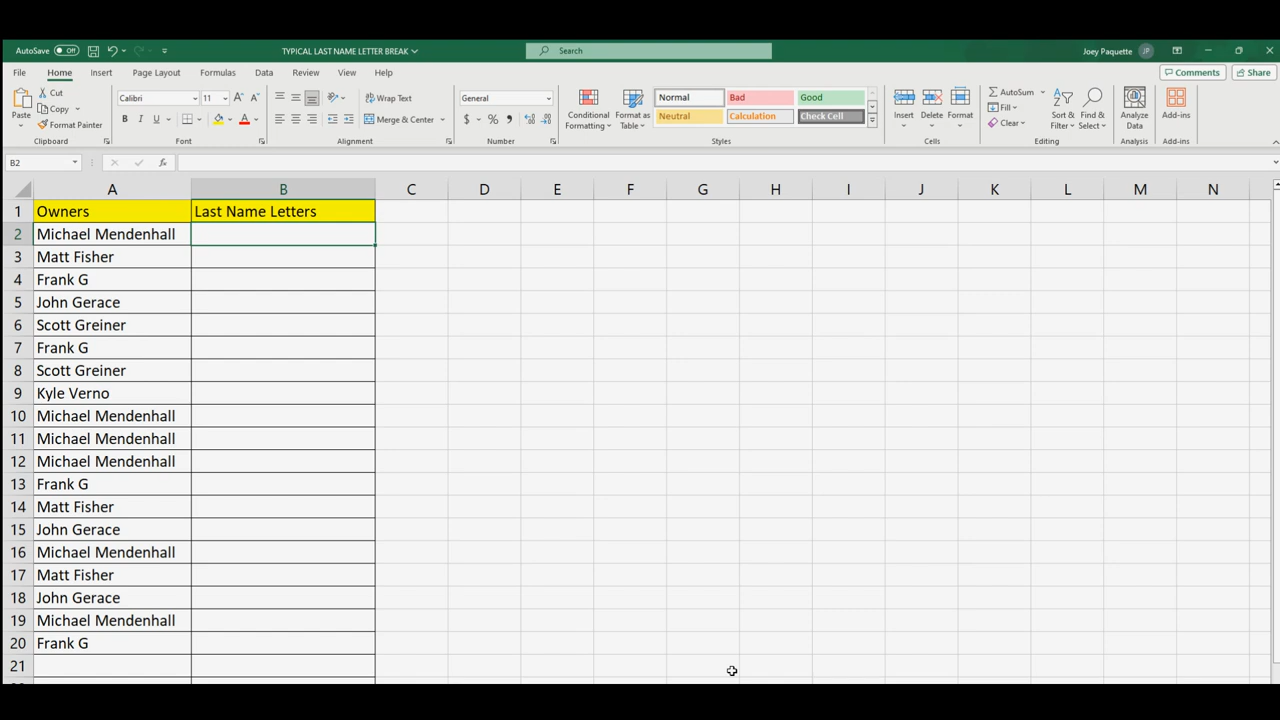 AutoSave Off TYPICAL LAST NAME LETTER BREAK Search Joey Paquette JP
File Home Insert Page Layout Formulas Data Review View Help Comments Share
Paste Cut Copy Format Painter Clipboard
Calibri 11 B I U A Font
Wrap Text Merge & Center Alignment
General $ % Number
Conditional Formatting Format as Table Normal Bad Good Neutral Calculation Check Cell Styles
Insert Delete Format Cells
AutoSum Fill Clear Sort & Filter Find & Select Editing
Analyze Data Analysis
Add-ins Add-ins
B2 fx
A B C D E F G H I J K L M N
1 Owners Last Name Letters
2 Michael Mendenhall
3 Matt Fisher
4 Frank G
5 John Gerace
6 Scott Greiner
7 Frank G
8 Scott Greiner
9 Kyle Verno
10 Michael Mendenhall
11 Michael Mendenhall
12 Michael Mendenhall
13 Frank G
14 Matt Fisher
15 John Gerace
16 Michael Mendenhall
17 Matt Fisher
18 John Gerace
19 Michael Mendenhall
20 Frank G
21